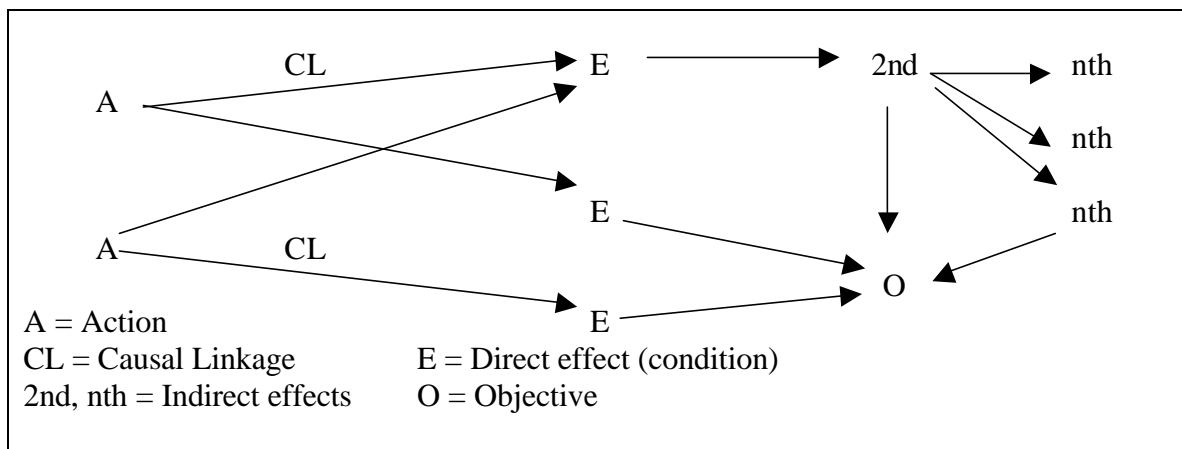 CL
E
2nd
nth
A
nth
E
nth
A
CL
O
E
A = Action
CL = Causal Linkage
E = Direct effect (condition)
2nd, nth = Indirect effects
O = Objective